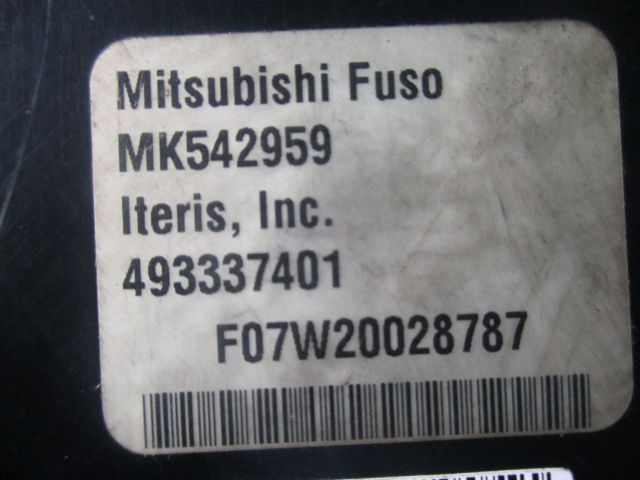 Mitsubishi Fuso
MK542959
Iteris, Inc.
493337401
F07W20028787